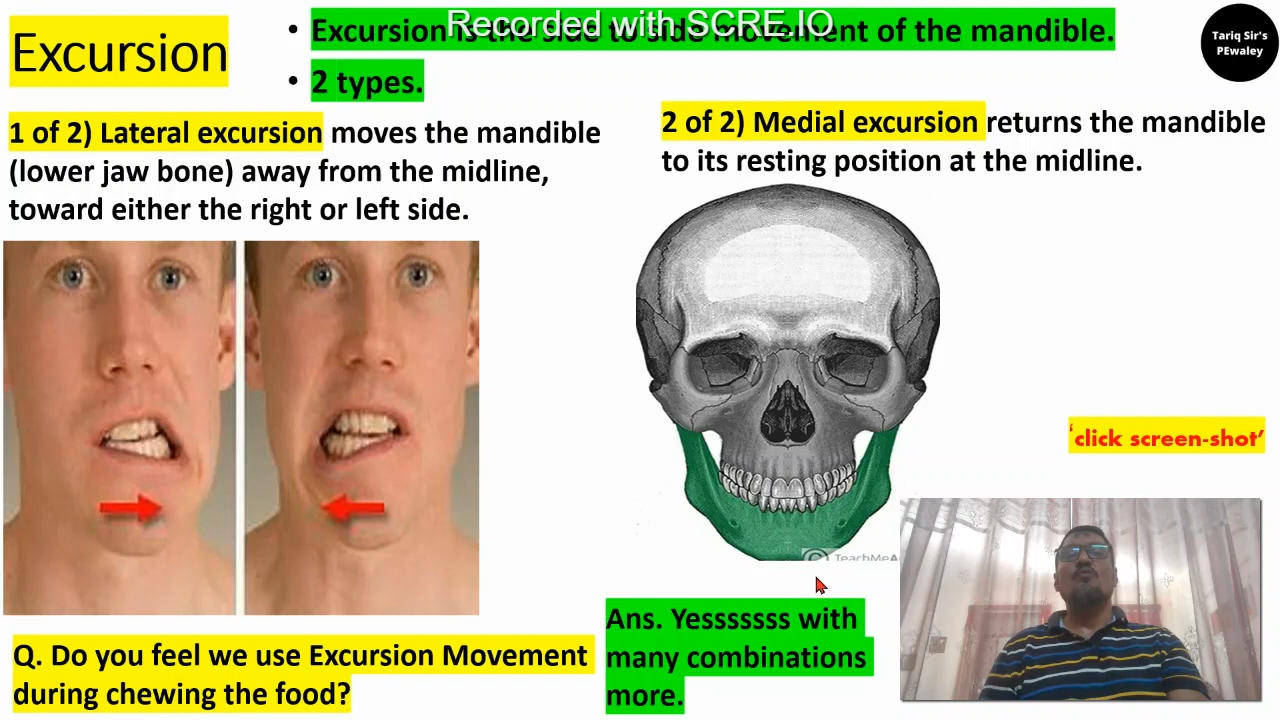 Recorded with SCRE.IO
Excursion
• Excursion is the side to side movement of the mandible.
• 2 types.
Tariq Sir's
PEwaley
1 of 2) Lateral excursion moves the mandible
(lower jaw bone) away from the midline,
toward either the right or left side.
2 of 2) Medial excursion returns the mandible
to its resting position at the midline.
‘click screen-shot’
© TeachMeA
Q. Do you feel we use Excursion Movement
during chewing the food?
Ans. Yesssssss with
many combinations
more.